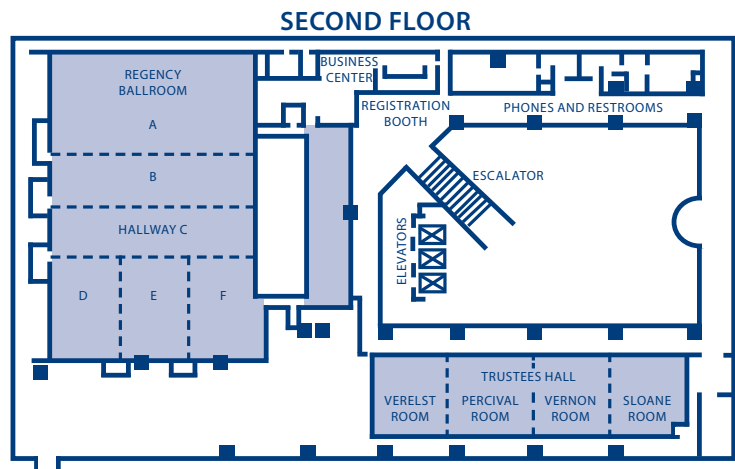 SECOND FLOOR
BUSINESS
CENTER
REGENCY
BALLROOM
REGISTRATION
BOOTH
PHONES AND RESTROOMS
A
B
ESCALATOR
HALLWAY C
ELEVATORS
D E F
TRUSTEES HALL
VERELST
ROOM
PERCIVAL
ROOM
VERNON
ROOM
SLOANE
ROOM